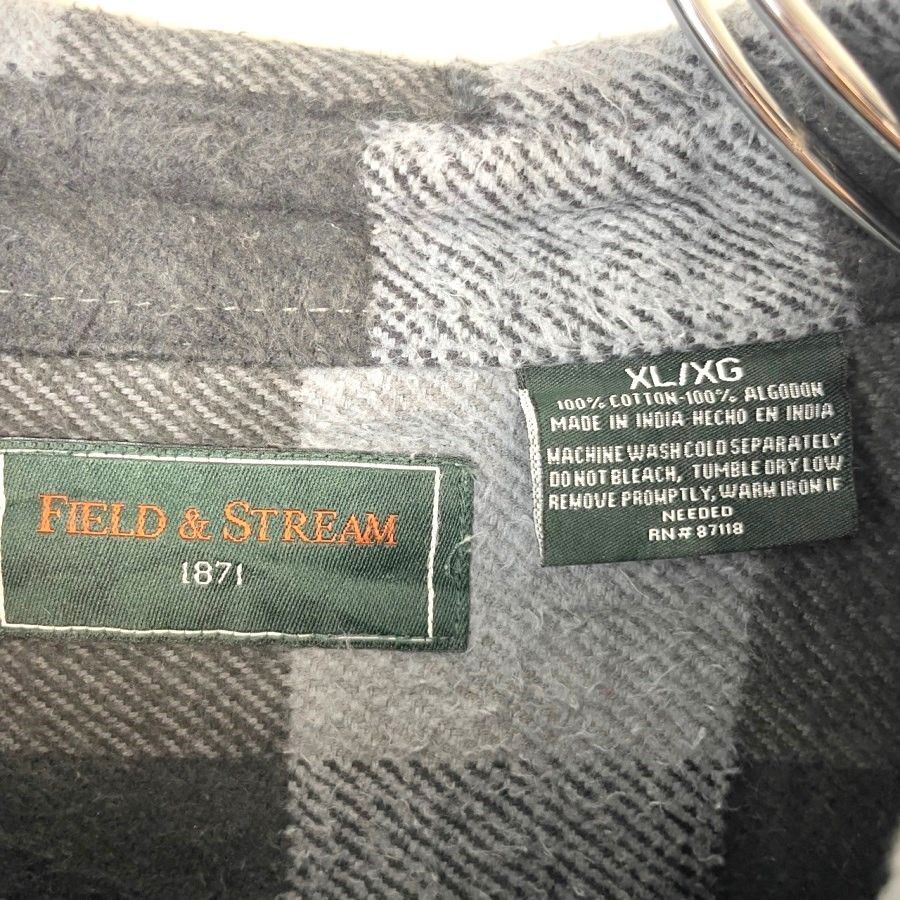 FIELD & STREAM
1871
XL/XG
100% COTTON-100% ALGODON
MADE IN INDIA HECHO EN INDIA
MACHINE WASH COLD SEPARATELY
DO NOT BLEACH, TUMBLE DRY LOW
REMOVE PROMPTLY, WARM IRON IF
NEEDED
RN# 87118